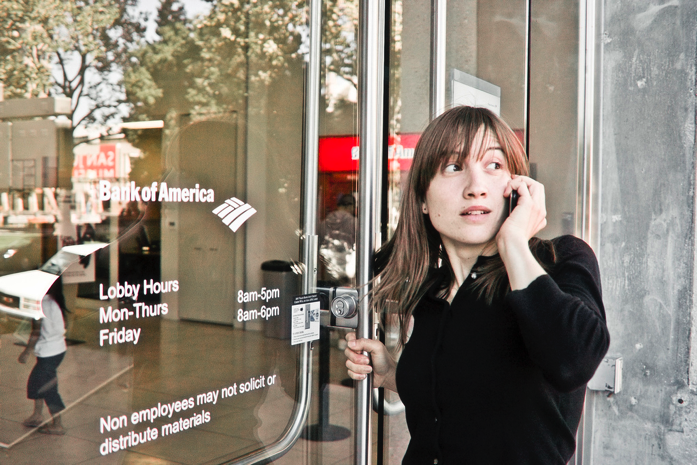 Bank of America
Lobby Hours
Mon-Thurs 8am-5pm
Friday 8am-6pm
Non employees may not solicit or
distribute materials